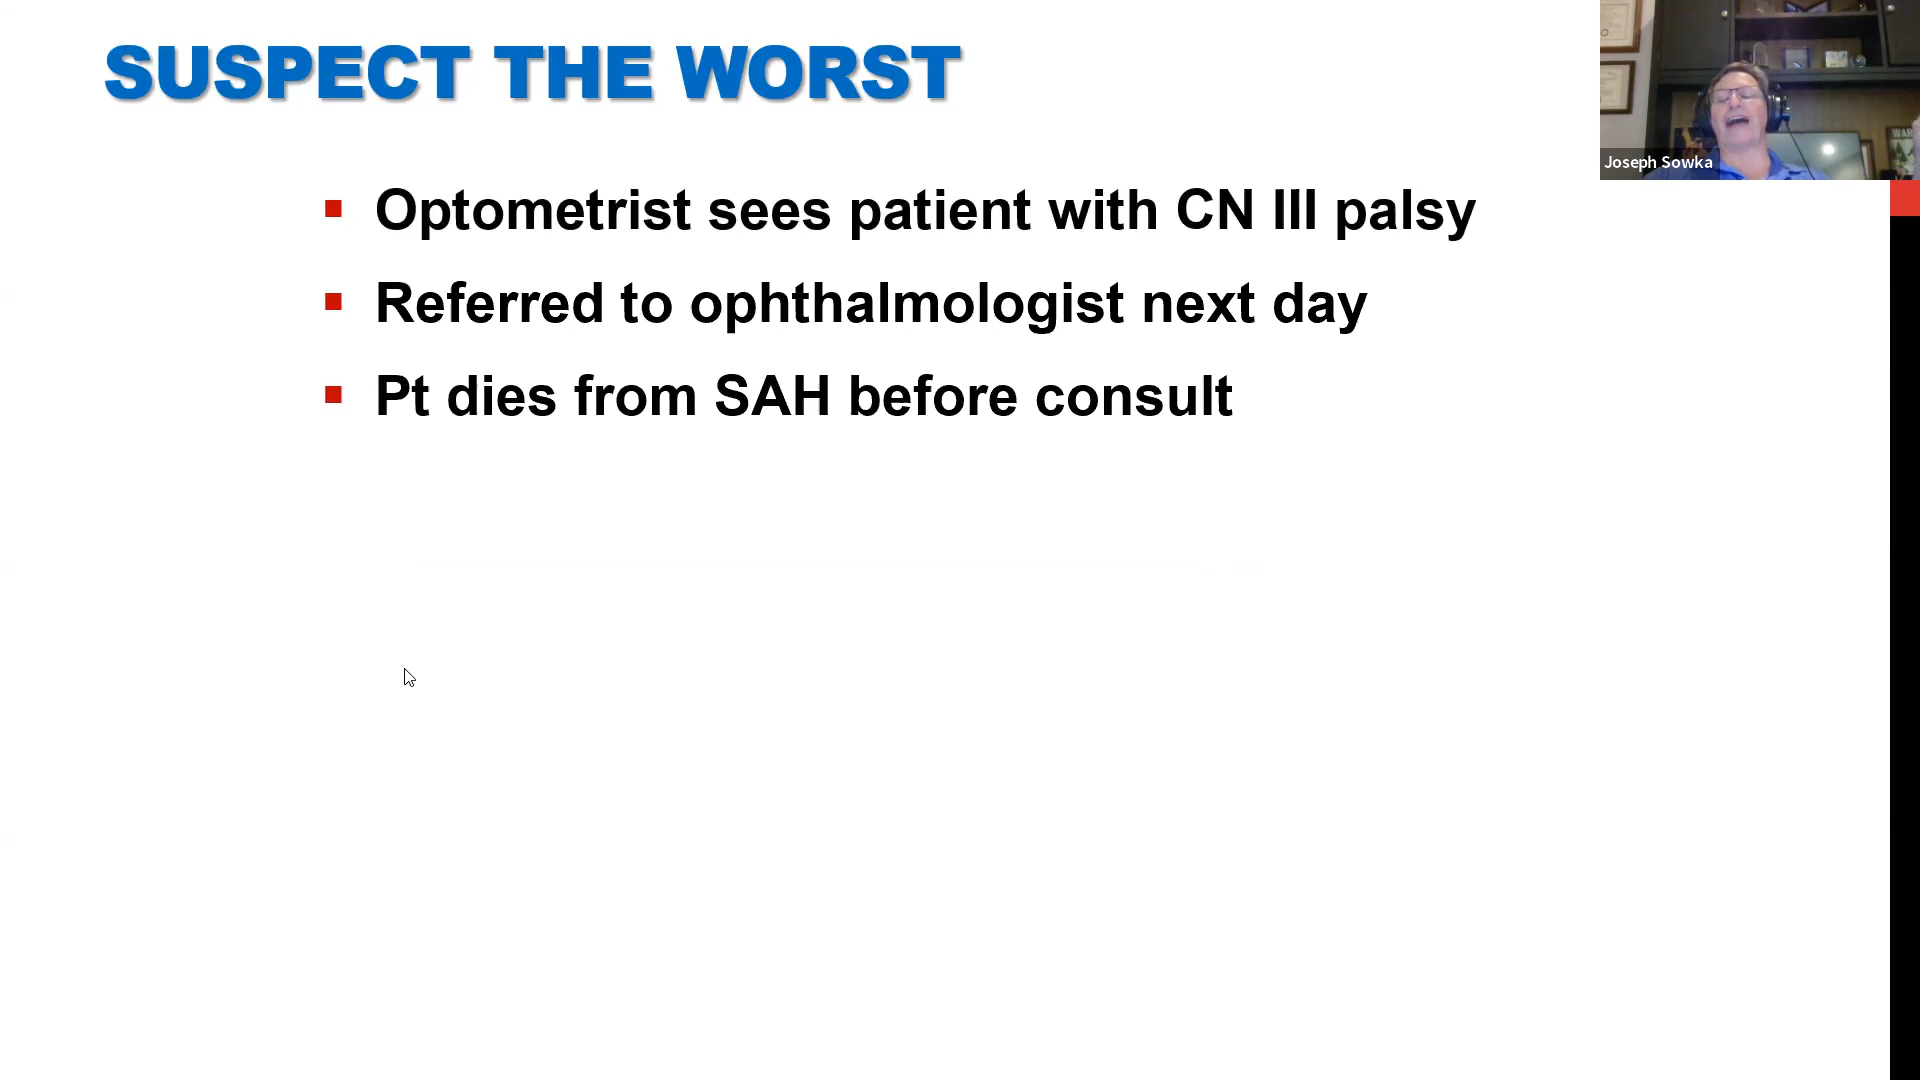 SUSPECT THE WORST
Optometrist sees patient with CN III palsy
Referred to ophthalmologist next day
Pt dies from SAH before consult
Joseph Sowka
WAR